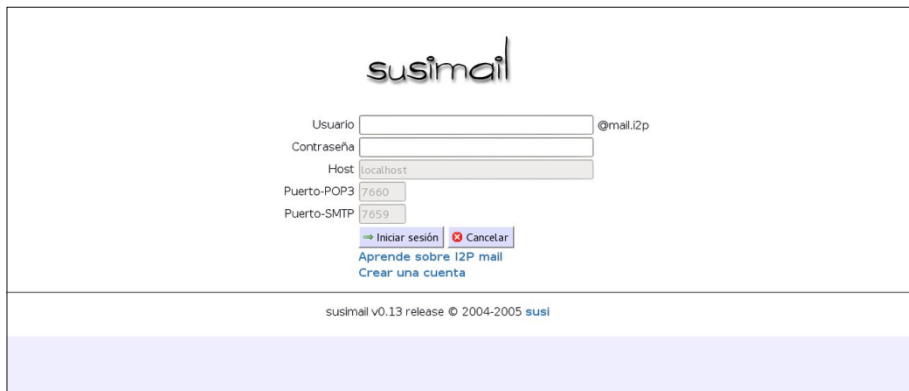 susimail
Usuario @mail.i2p
Contraseña
Host localhost
Puerto-POP3 7660
Puerto-SMTP 7659
Iniciar sesión Cancelar
Aprende sobre I2P mail
Crear una cuenta
susimail v0.13 release © 2004-2005 susi